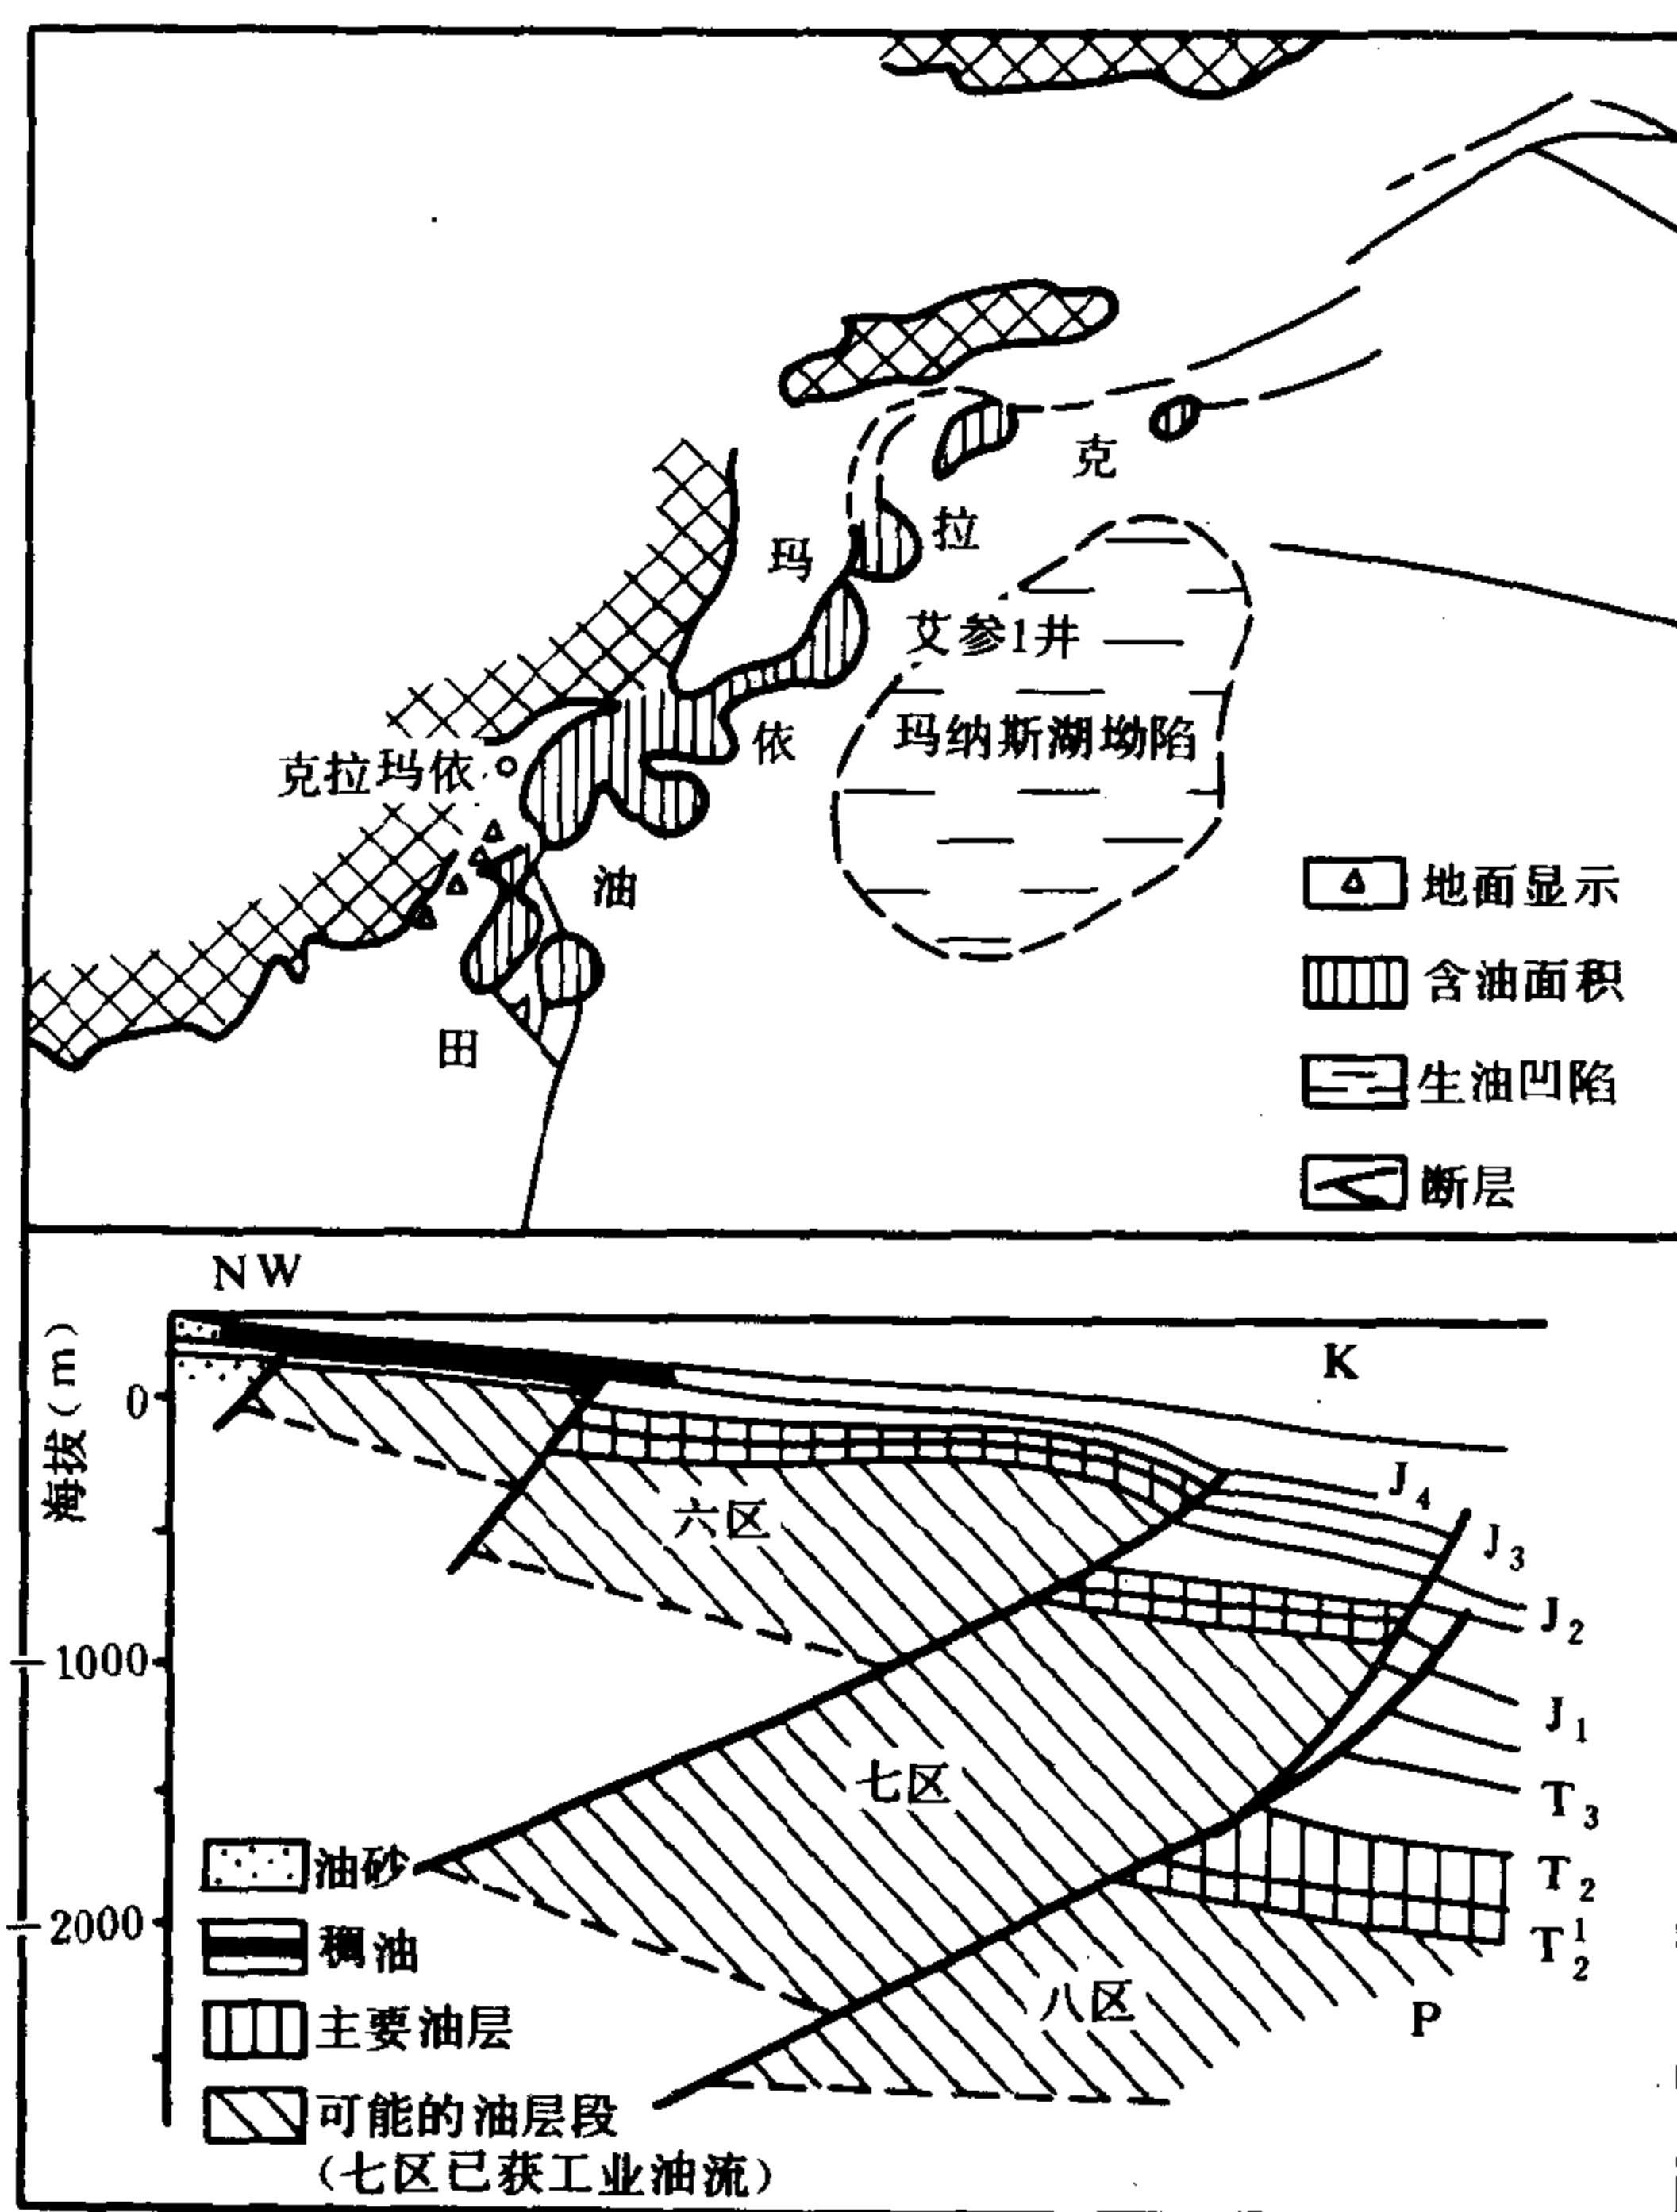 克
拉
玛
依
油
田
艾参1井
玛纳斯湖坳陷
克拉玛依
地面显示
含油面积
生油凹陷
断层
NW
海拔(m)
0
1000
2000
K
J4
J3
J2
J1
T3
T2
T₂¹
P
六区
七区
八区
油砂
稠油
主要油层
可能的油层段
(七区已获工业油流)